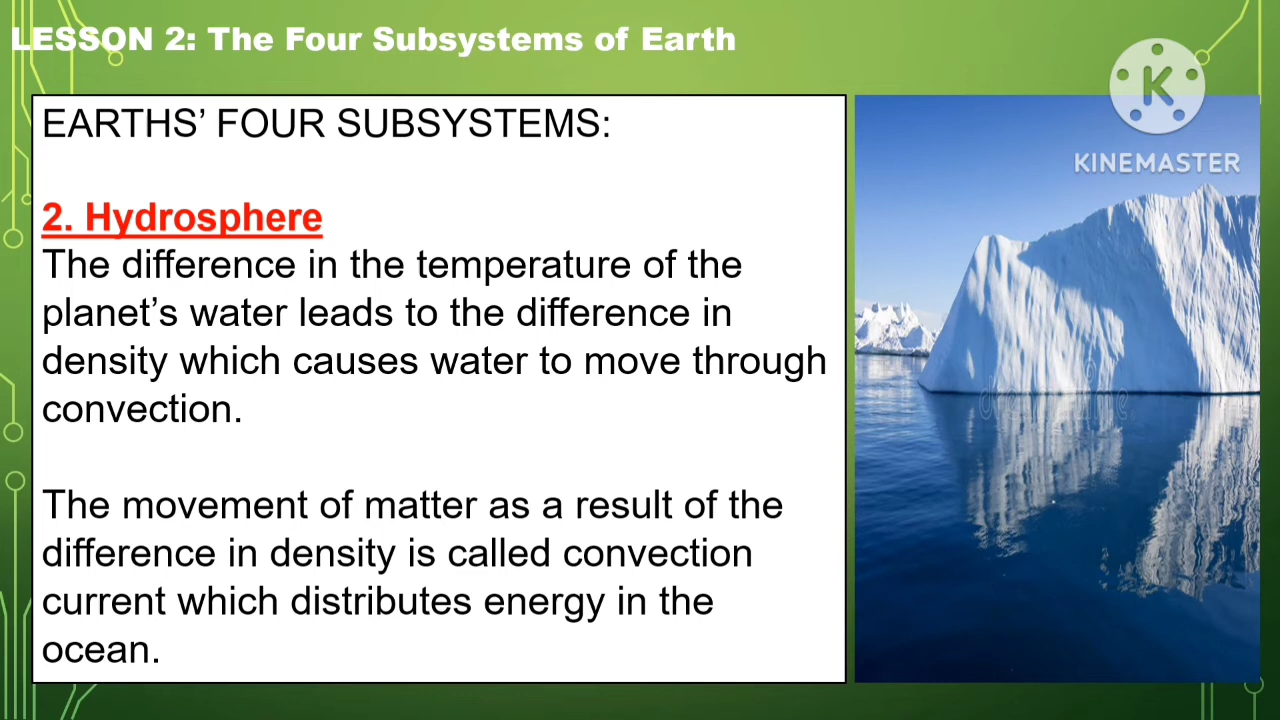 LESSON 2: The Four Subsystems of Earth
K
KINEMASTER
EARTHS’ FOUR SUBSYSTEMS:
2. Hydrosphere
The difference in the temperature of the
planet’s water leads to the difference in
density which causes water to move through
convection.
The movement of matter as a result of the
difference in density is called convection
current which distributes energy in the
ocean.